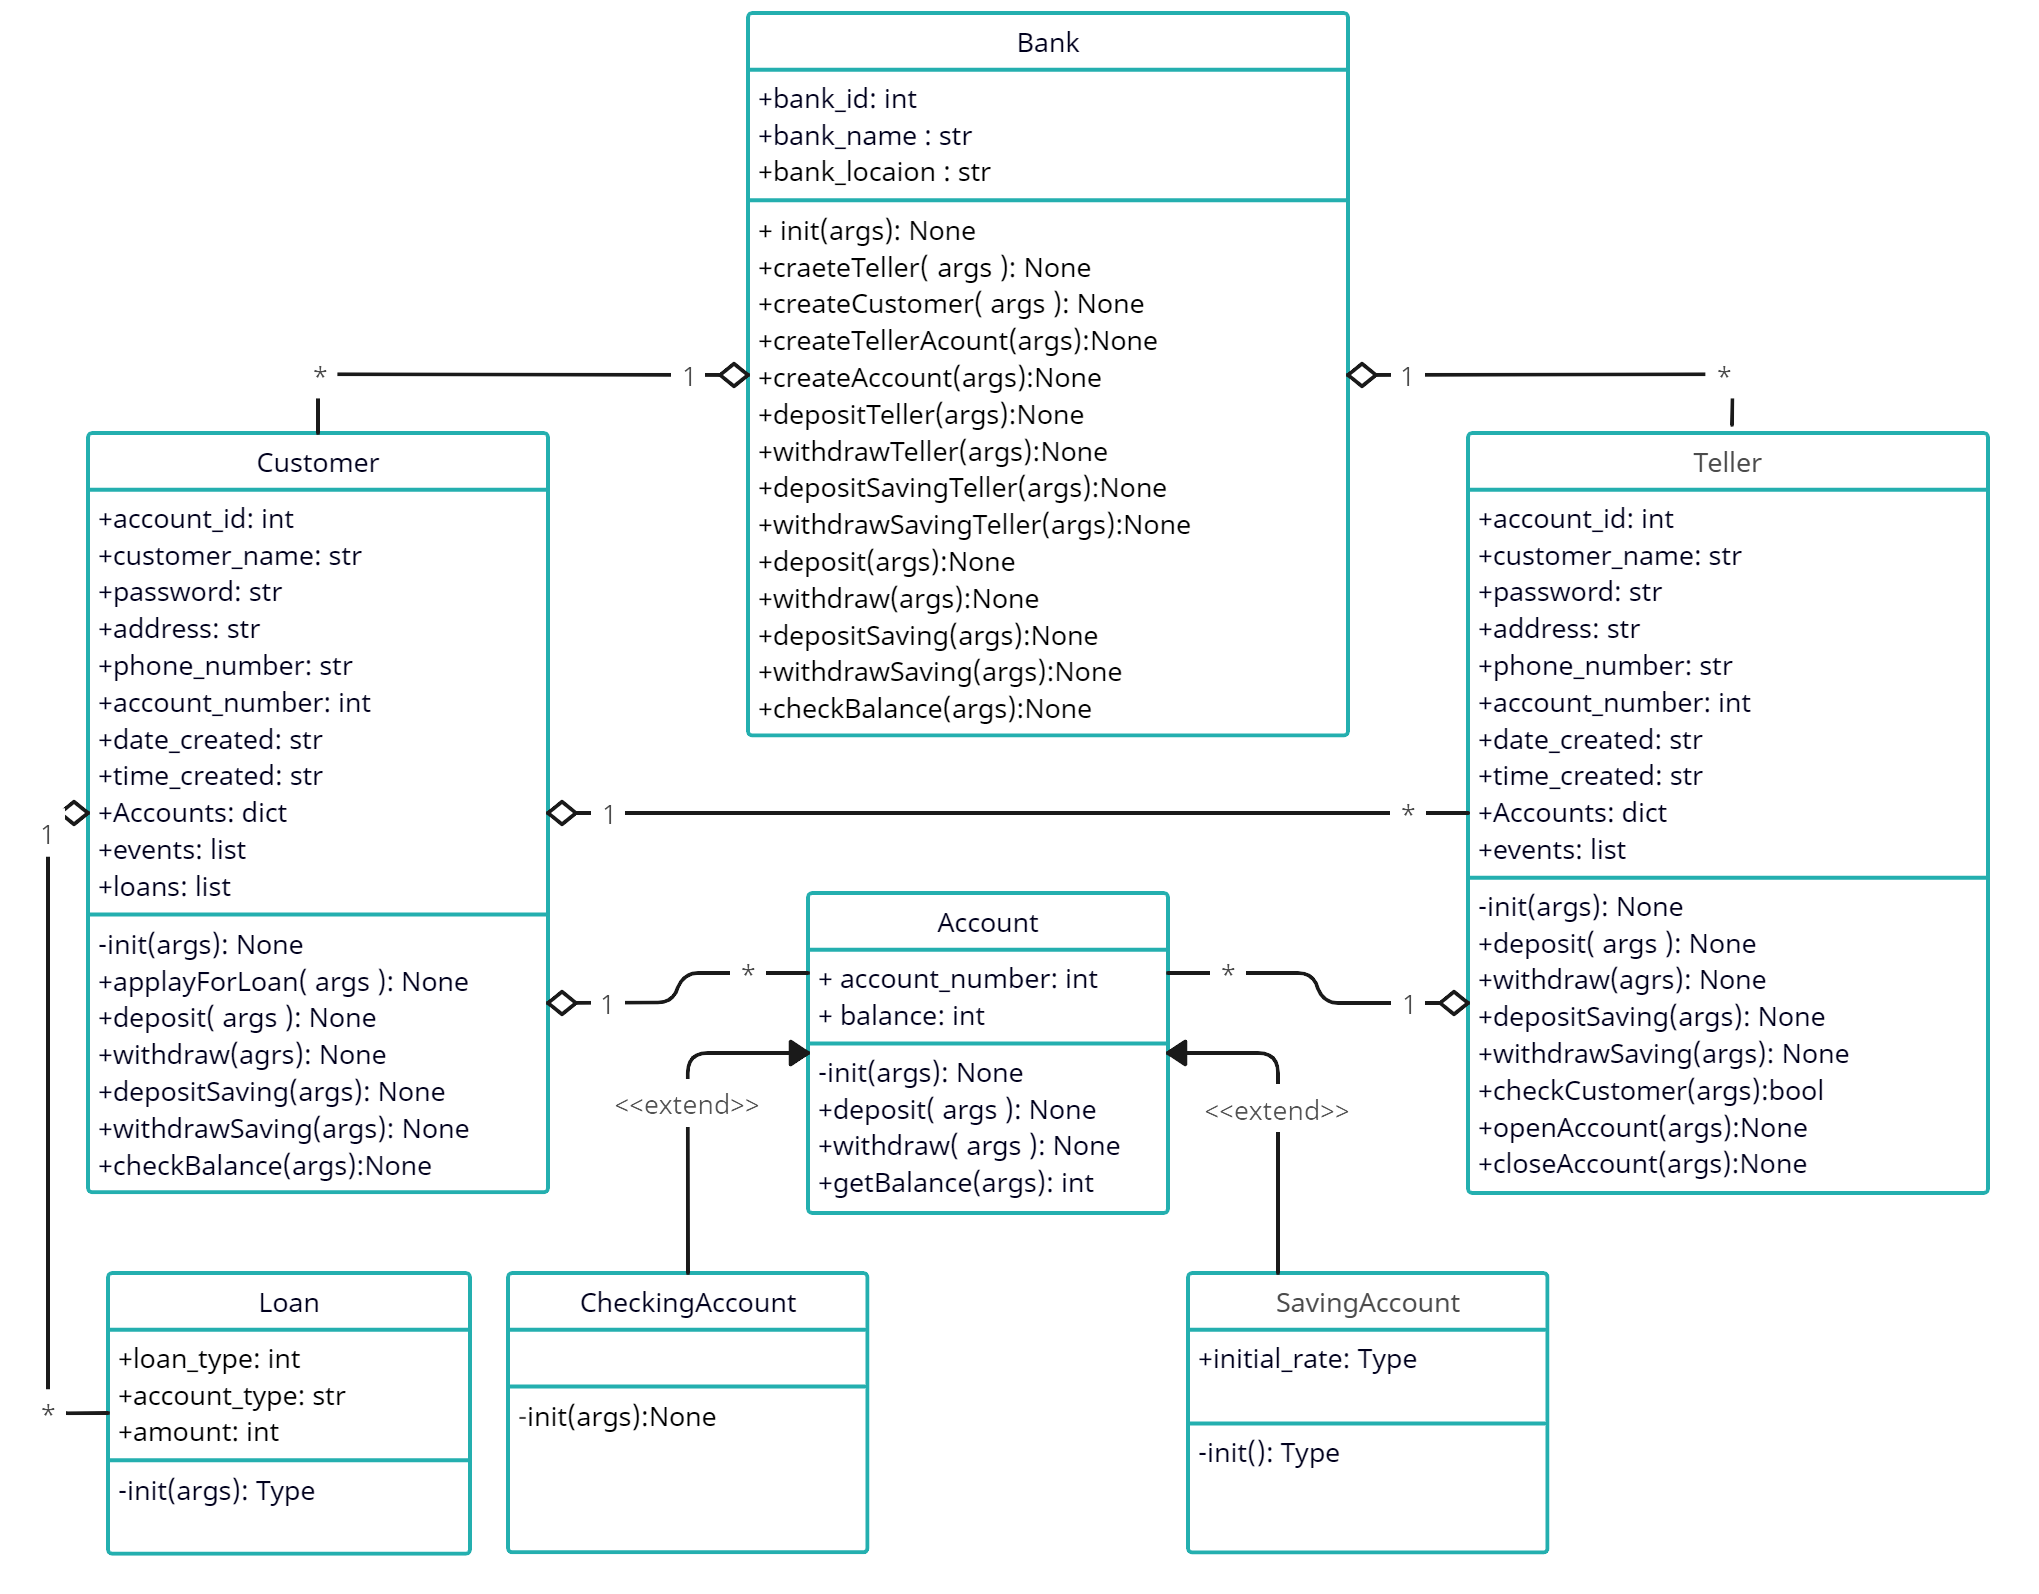 Bank
+bank_id: int
+bank_name : str
+bank_locaion : str
+ init(args): None
+craeteTeller( args ): None
+createCustomer( args ): None
+createTellerAcount(args):None
+createAccount(args):None
+depositTeller(args):None
+withdrawTeller(args):None
+depositSavingTeller(args):None
+withdrawSavingTeller(args):None
+deposit(args):None
+withdraw(args):None
+depositSaving(args):None
+withdrawSaving(args):None
+checkBalance(args):None
*
1
1
*
Customer
+account_id: int
+customer_name: str
+password: str
+address: str
+phone_number: str
+account_number: int
+date_created: str
+time_created: str
+Accounts: dict
+events: list
+loans: list
-init(args): None
+applayForLoan( args ): None
+deposit( args ): None
+withdraw(agrs): None
+depositSaving(args): None
+withdrawSaving(args): None
+checkBalance(args):None
Teller
+account_id: int
+customer_name: str
+password: str
+address: str
+phone_number: str
+account_number: int
+date_created: str
+time_created: str
+Accounts: dict
+events: list
-init(args): None
+deposit( args ): None
+withdraw(agrs): None
+depositSaving(args): None
+withdrawSaving(args): None
+checkCustomer(args):bool
+openAccount(args):None
+closeAccount(args):None
1
1
*
1
*
*
1
Account
+ account_number: int
+ balance: int
-init(args): None
+deposit( args ): None
+withdraw( args ): None
+getBalance(args): int
<<extend>>
<<extend>>
*
Loan
+loan_type: int
+account_type: str
+amount: int
-init(args): Type
CheckingAccount
-init(args):None
SavingAccount
+initial_rate: Type
-init(): Type